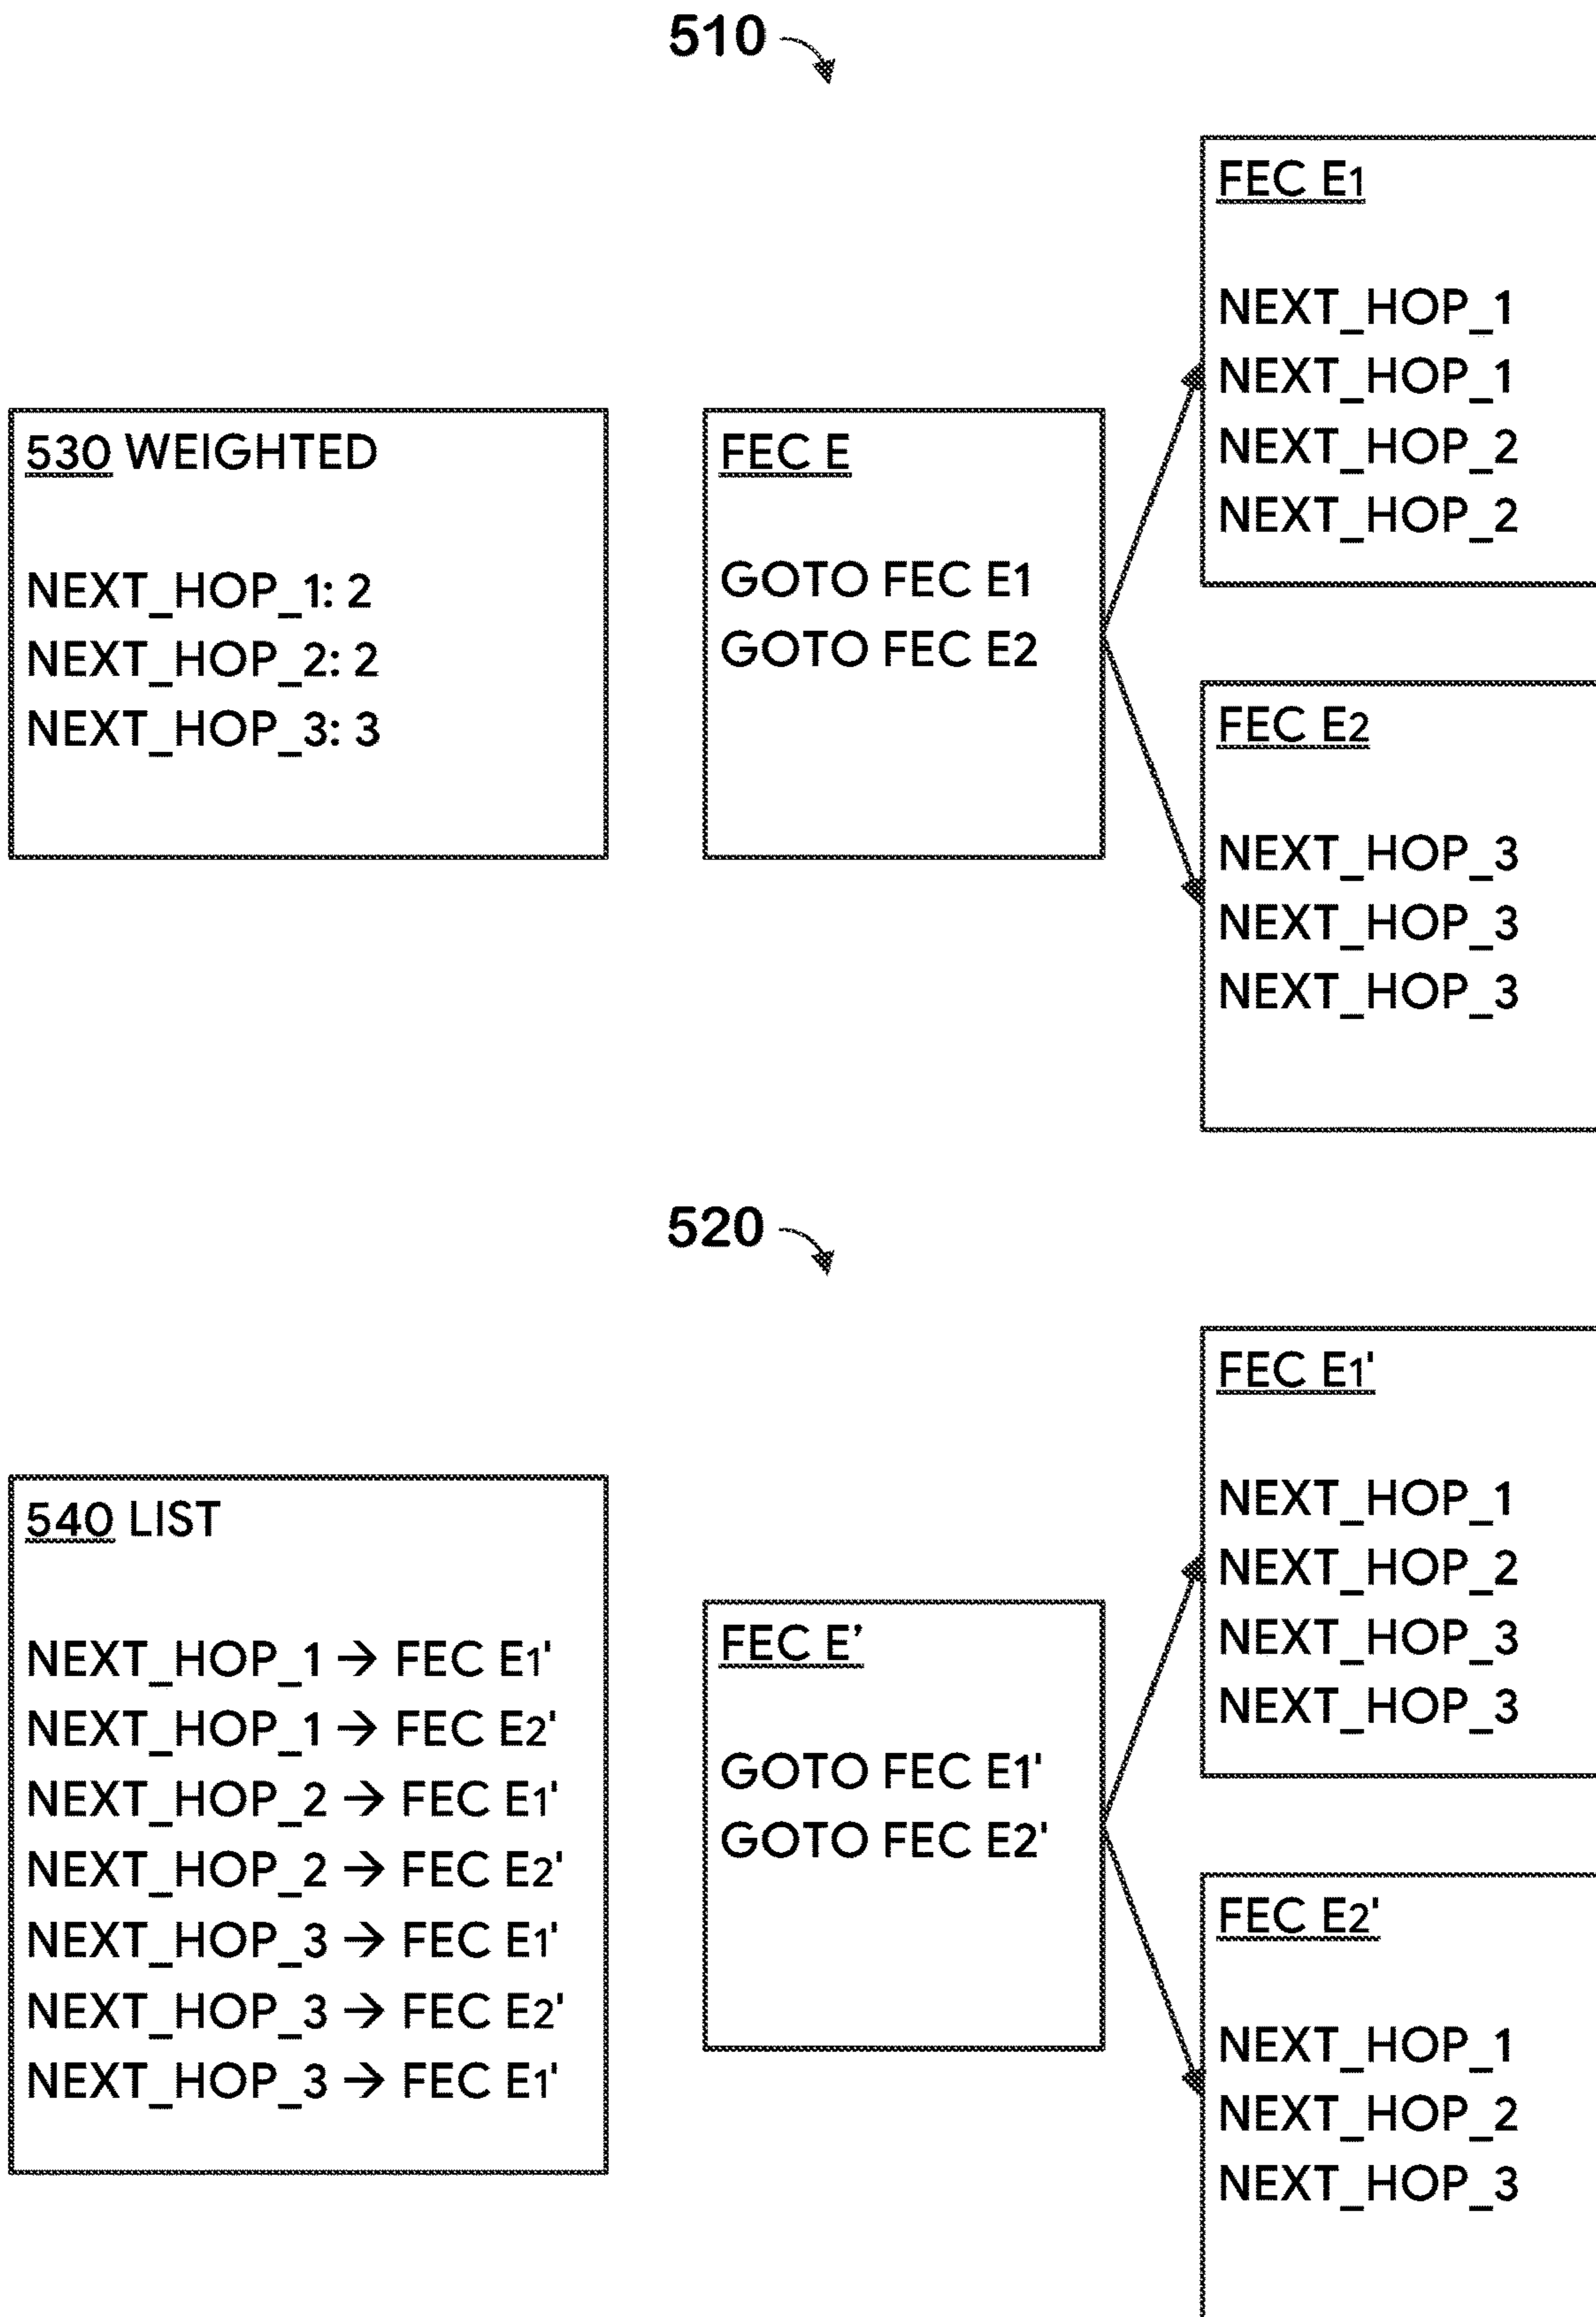 510
530 WEIGHTED
NEXT_HOP_1: 2
NEXT_HOP_2: 2
NEXT_HOP_3: 3
FEC E
GOTO FEC E1
GOTO FEC E2
FEC E1
NEXT_HOP_1
NEXT_HOP_1
NEXT_HOP_2
NEXT_HOP_2
FEC E2
NEXT_HOP_3
NEXT_HOP_3
NEXT_HOP_3
520
540 LIST
NEXT_HOP_1 → FEC E1'
NEXT_HOP_1 → FEC E2'
NEXT_HOP_2 → FEC E1'
NEXT_HOP_2 → FEC E2'
NEXT_HOP_3 → FEC E1'
NEXT_HOP_3 → FEC E2'
NEXT_HOP_3 → FEC E1'
FEC E’
GOTO FEC E1'
GOTO FEC E2'
FEC E1'
NEXT_HOP_1
NEXT_HOP_2
NEXT_HOP_3
NEXT_HOP_3
FEC E2'
NEXT_HOP_1
NEXT_HOP_2
NEXT_HOP_3